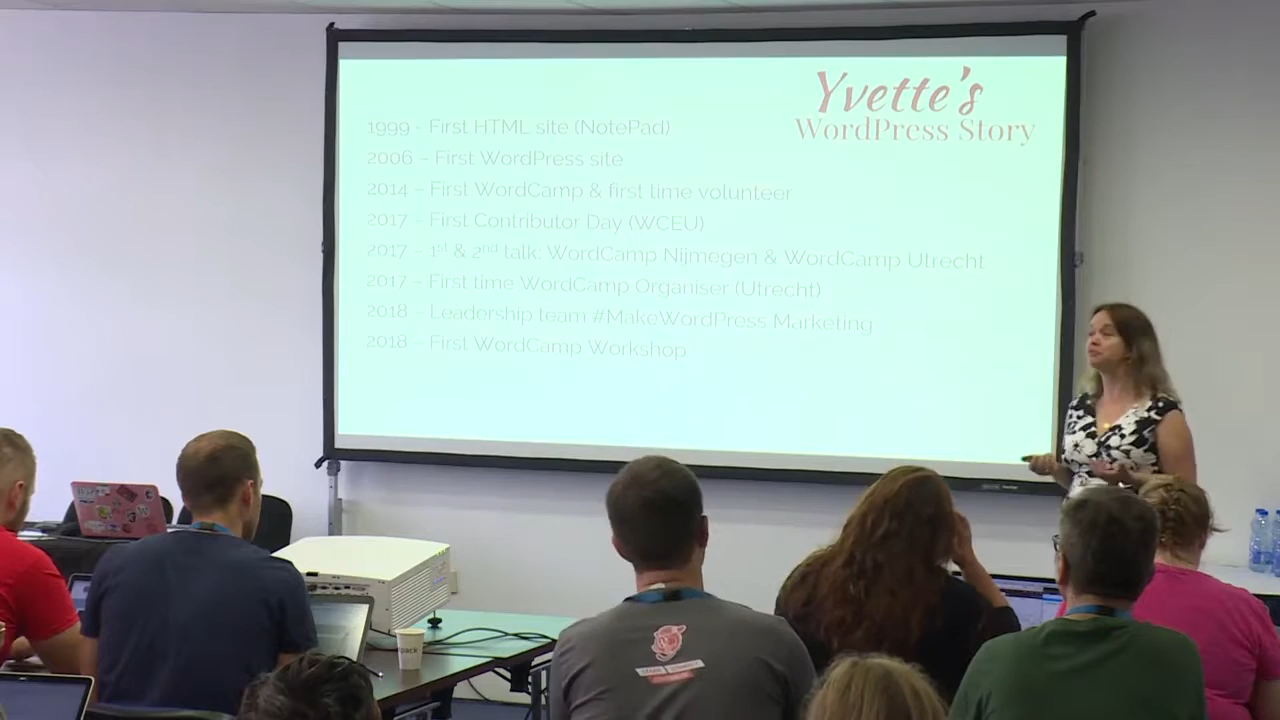 Yvette's
WordPress Story
1999 - First HTML site (NotePad)
2006 – First WordPress site
2014 – First WordCamp & first time volunteer
2017 - First Contributor Day (WCEU)
2017 - 1st & 2nd talk: WordCamp Nijmegen & WordCamp Utrecht
2017 – First time WordCamp Organiser (Utrecht)
2018 - Leadership team #MakeWordPress Marketing
2018 - First WordCamp Workshop
pack